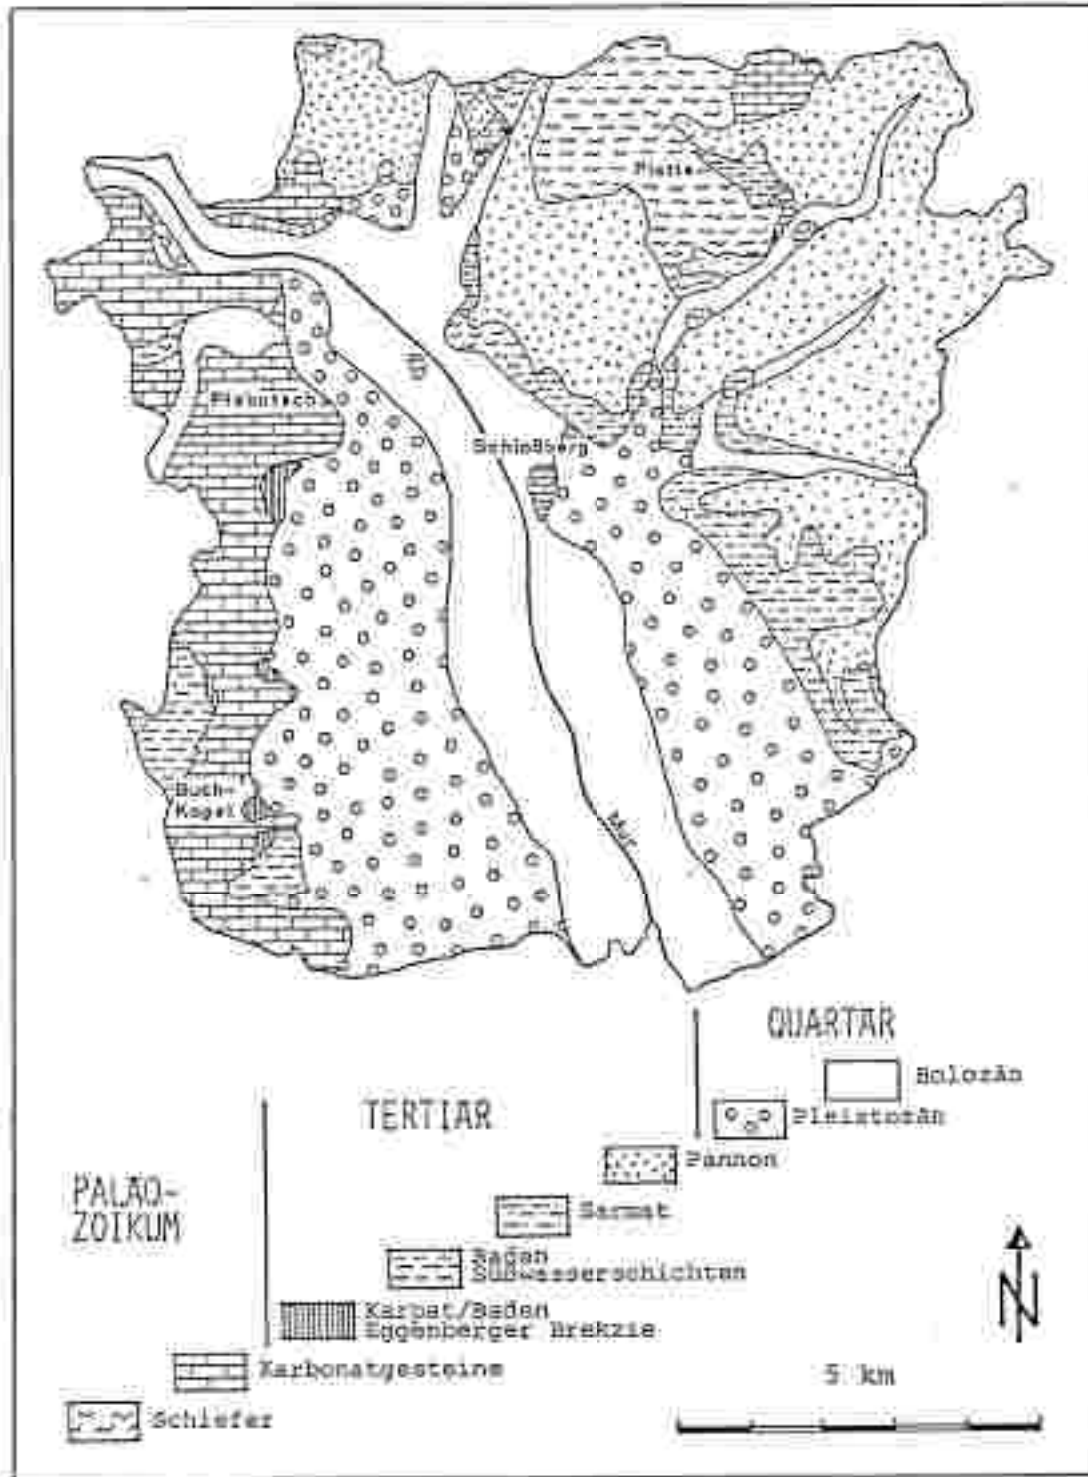 Platte
Plabutsch
Schloßberg
Buch-
Kogel
Mur
QUARTÄR
Holozän
Pleistozän
TERTIÄR
Pannon
Sarmat
PALÄO-
ZOIKUM
Baden
Süßwasserschichten
Karpat/Baden
Eggenberger Brekzie
N
Karbonatgesteine
5 km
Schiefer